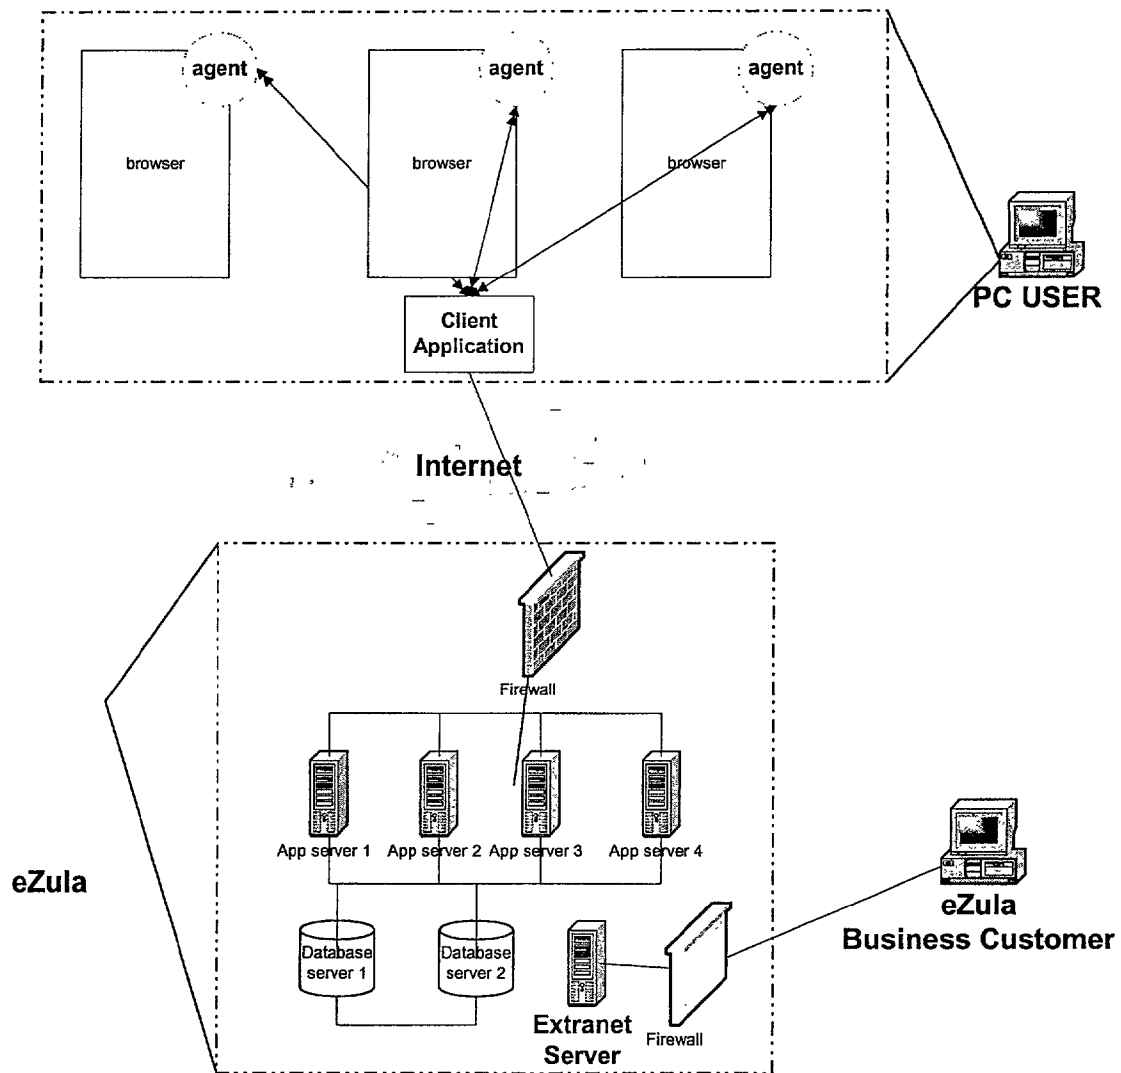 agent
agent
agent
browser
browser
browser
PC USER
Client
Application
Internet
Firewall
App server 1
App server 2
App server 3
App server 4
eZula
eZula
Business Customer
Database
server 1
Database
server 2
Extranet
Server
Firewall